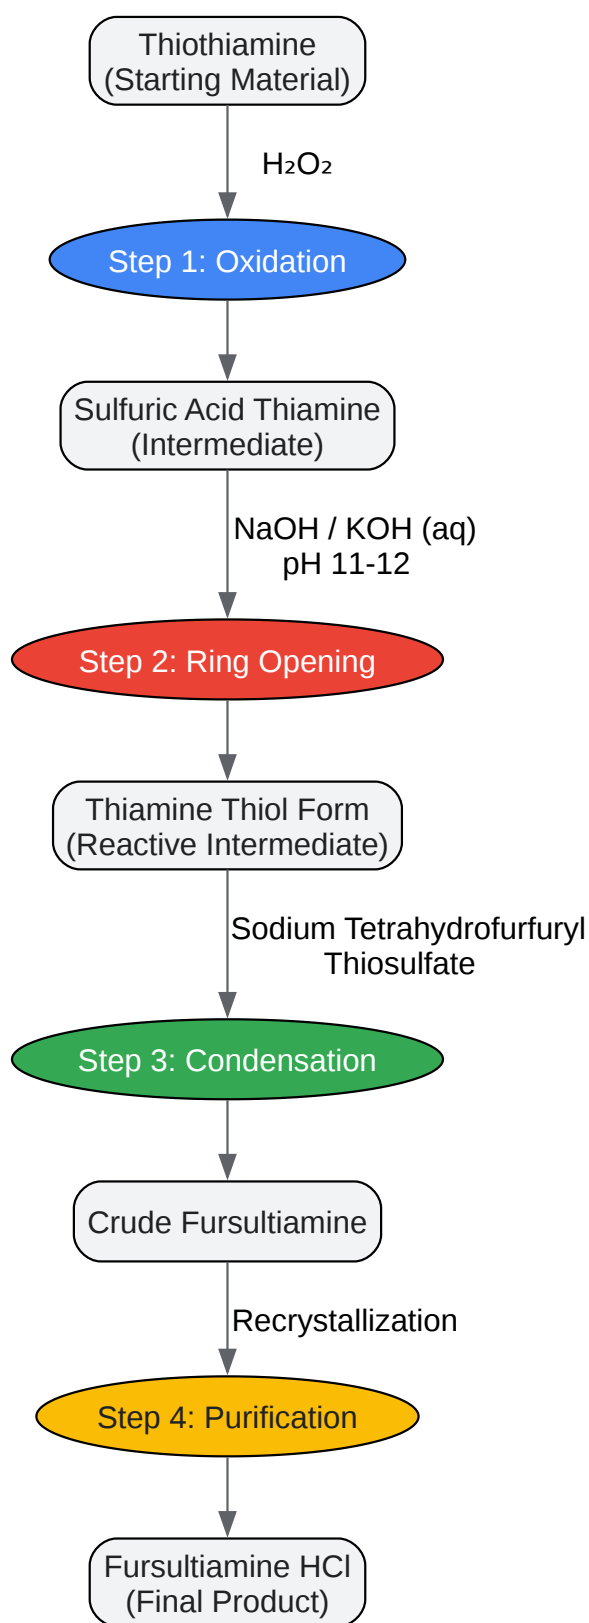 Thiothiamine
(Starting Material)
H₂O₂
Step 1: Oxidation
Sulfuric Acid Thiamine
(Intermediate)
NaOH / KOH (aq)
pH 11-12
Step 2: Ring Opening
Thiamine Thiol Form
(Reactive Intermediate)
Sodium Tetrahydrofurfuryl
Thiosulfate
Step 3: Condensation
Crude Fursultiamine
Recrystallization
Step 4: Purification
Fursultiamine HCl
(Final Product)